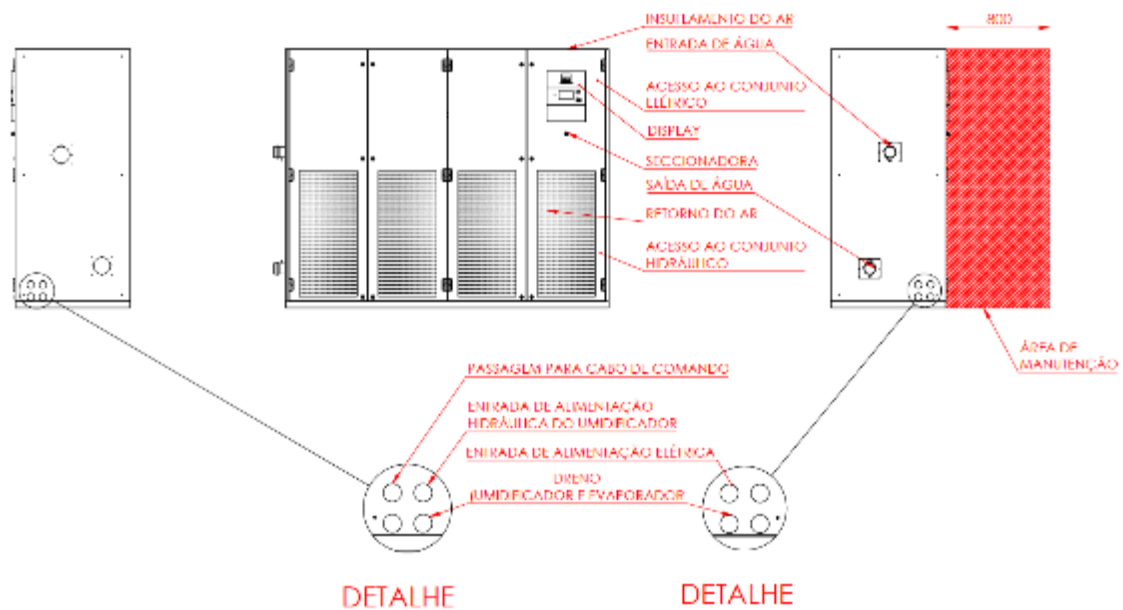 INSUFLAMENTO DO AR
800
ENTRADA DE ÁGUA
ACESSO AO CONJUNTO
ELÉTRICO
DISPLAY
SECCIONADORA
SAÍDA DE ÁGUA
RETORNO DO AR
ACESSO AO CONJUNTO
HIDRÁULICO
ÁREA DE
MANUTENÇÃO
PASSAGEM PARA CABO DE COMANDO
ENTRADA DE ALIMENTAÇÃO
HIDRÁULICA DO UMIDIFICADOR
ENTRADA DE ALIMENTAÇÃO ELÉTRICA
DRENO
(UMIDIFICADOR E EVAPORADOR)
DETALHE
DETALHE